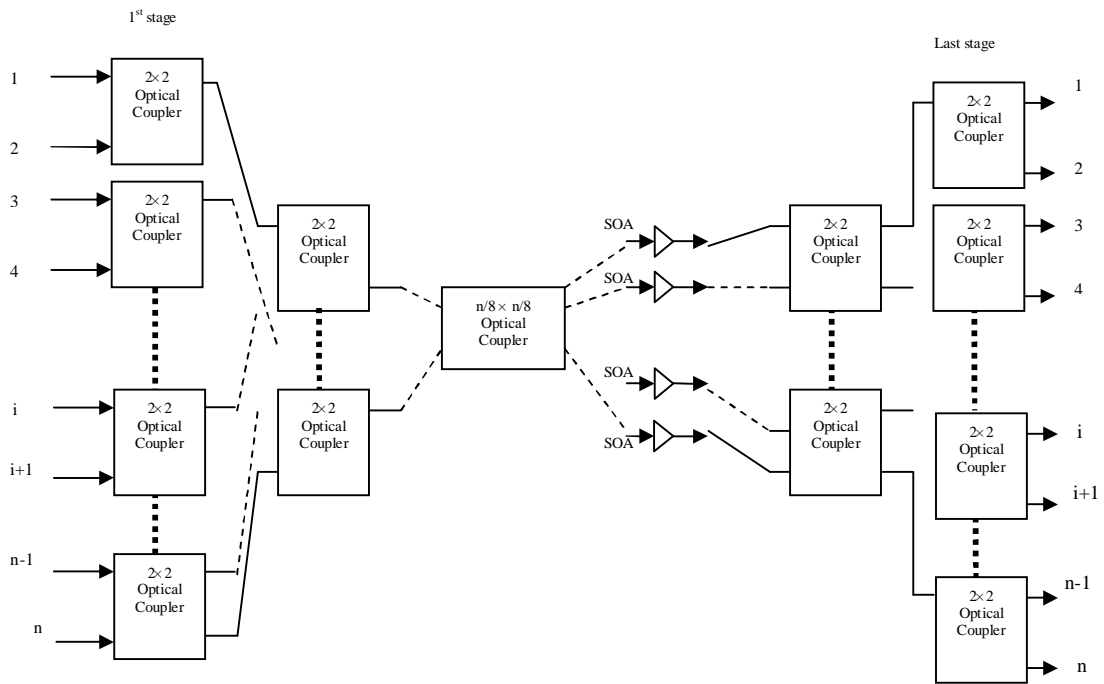 1st stage
Last stage
1
2
3
4
i
i+1
n-1
n
2×2
Optical
Coupler
2×2
Optical
Coupler
2×2
Optical
Coupler
2×2
Optical
Coupler
2×2
Optical
Coupler
2×2
Optical
Coupler
n/8× n/8
Optical
Coupler
SOA
SOA
SOA
SOA
2×2
Optical
Coupler
2×2
Optical
Coupler
2×2
Optical
Coupler
2×2
Optical
Coupler
2×2
Optical
Coupler
2×2
Optical
Coupler
1
2
3
4
i
i+1
n-1
n